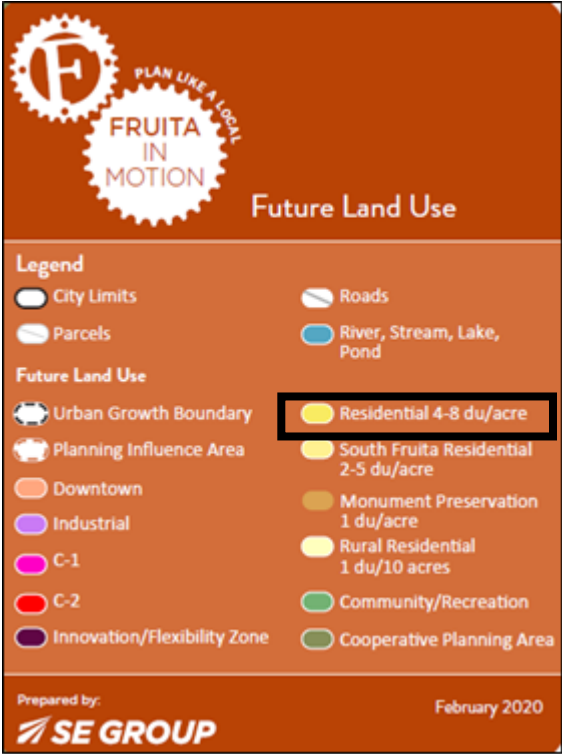 F
PLAN LIKE A LOCAL
FRUITA
IN
MOTION
Future Land Use
Legend
City Limits
Parcels
Roads
River, Stream, Lake,
Pond
Future Land Use
Urban Growth Boundary
Planning Influence Area
Downtown
Industrial
C-1
C-2
Innovation/Flexibility Zone
Residential 4-8 du/acre
South Fruita Residential
2-5 du/acre
Monument Preservation
1 du/acre
Rural Residential
1 du/10 acres
Community/Recreation
Cooperative Planning Area
Prepared by:
SE GROUP
February 2020